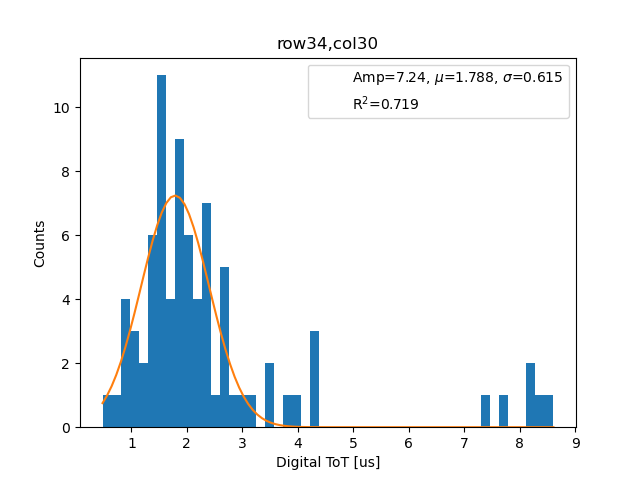 row34,col30
Amp=7.24, μ=1.788, σ=0.615
R²=0.719
10
8
6
4
2
0
Counts
1 2 3 4 5 6 7 8 9
Digital ToT [us]